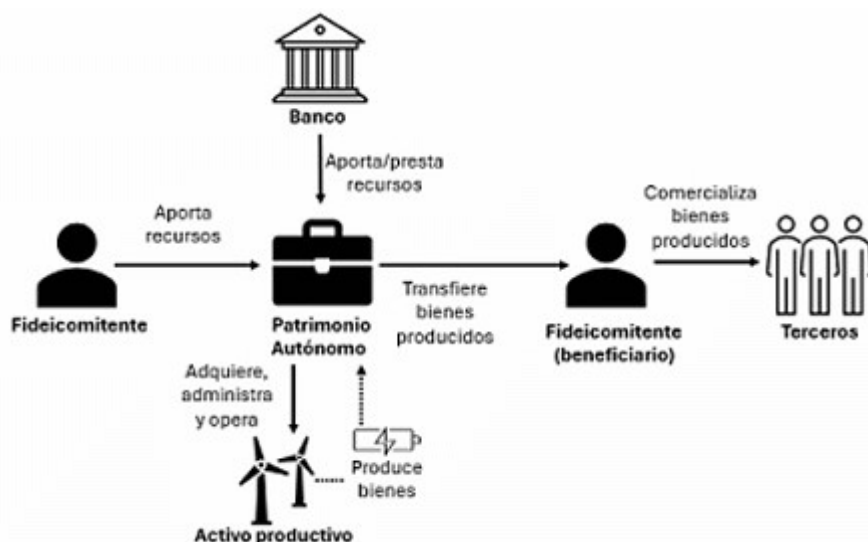 Banco
Aporta/presta
recursos
Aporta
recursos
Comercializa
bienes
producidos
Fideicomitente
Patrimonio
Autónomo
Transfiere
bienes
producidos
Fideicomitente
(beneficiario)
Terceros
Adquiere,
administra
y opera
Produce
bienes
Activo productivo